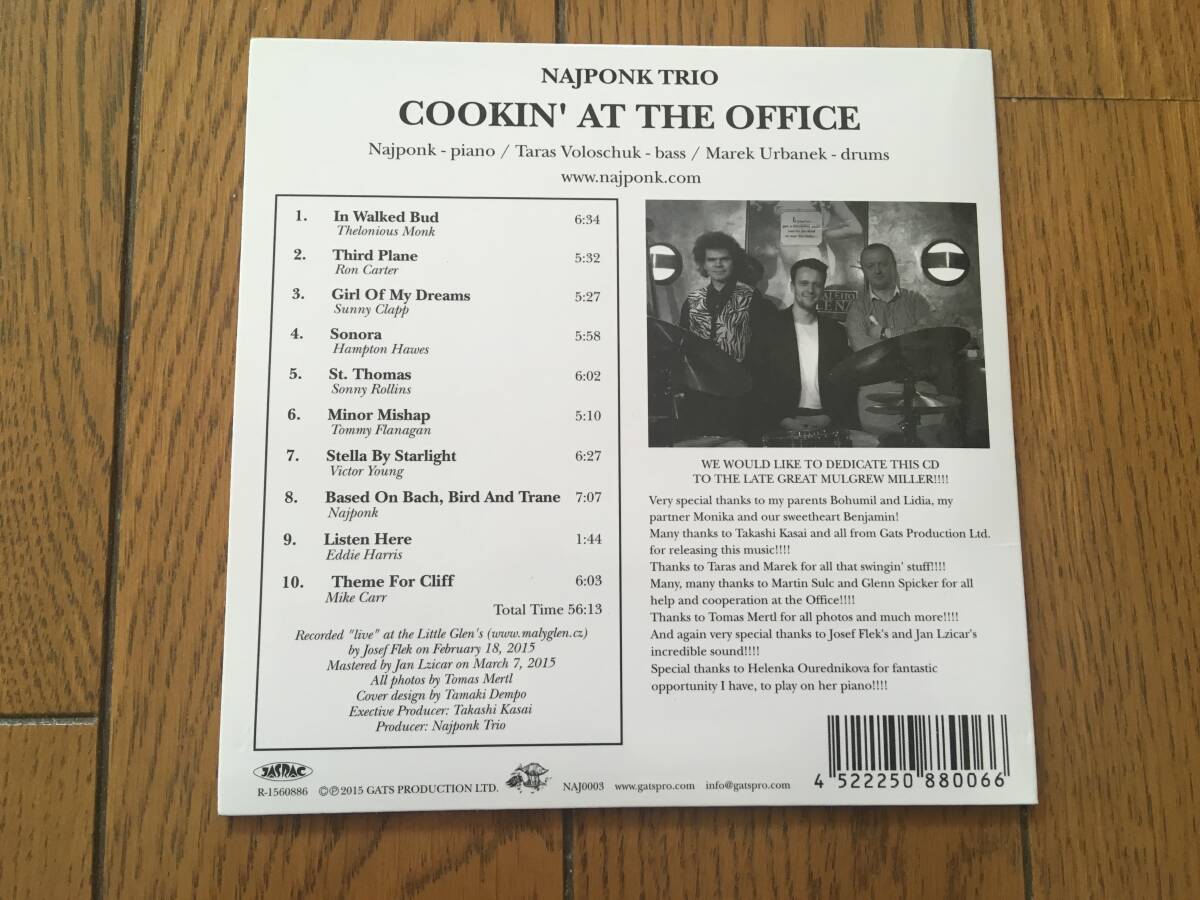 NAJPONK TRIO
COOKIN' AT THE OFFICE
Najponk - piano / Taras Voloschuk - bass / Marek Urbanek - drums
www.najponk.com
1. In Walked Bud 6:34
Thelonious Monk
2. Third Plane 5:32
Ron Carter
3. Girl Of My Dreams 5:27
Sunny Clapp
4. Sonora 5:58
Hampton Hawes
5. St. Thomas 6:02
Sonny Rollins
6. Minor Mishap 5:10
Tommy Flanagan
7. Stella By Starlight 6:27
Victor Young
8. Based On Bach, Bird And Trane 7:07
Najponk
9. Listen Here 1:44
Eddie Harris
10. Theme For Cliff 6:03
Mike Carr
Total Time 56:13
Recorded "live" at the Little Glen's (www.malyglen.cz)
by Josef Flek on February 18, 2015
Mastered by Jan Lzicar on March 7, 2015
All photos by Tomas Mertl
Cover design by Tamaki Dempo
Exective Producer: Takashi Kasai
Producer: Najponk Trio
WE WOULD LIKE TO DEDICATE THIS CD
TO THE LATE GREAT MULGREW MILLER!!!!
Very special thanks to my parents Bohumil and Lidia, my
partner Monika and our sweetheart Benjamin!
Many thanks to Takashi Kasai and all from Gats Production Ltd.
for releasing this music!!!!
Thanks to Taras and Marek for all that swingin' stuff!!!!
Many, many thanks to Martin Sulc and Glenn Spicker for all
help and cooperation at the Office!!!!
Thanks to Tomas Mertl for all photos and much more!!!!
And again very special thanks to Josef Flek's and Jan Lzicar's
incredible sound!!!!
Special thanks to Helenka Ourednikova for fantastic
opportunity I have, to play on her piano!!!!
JASRAC
R-1560886 ©℗2015 GATS PRODUCTION LTD. NAJ0003 www.gatspro.com info@gatspro.com
4 522250 880066